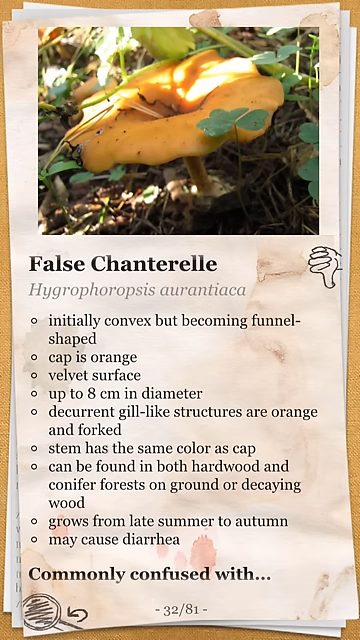 False Chanterelle
Hygrophoropsis aurantiaca
initially convex but becoming funnel-
shaped
cap is orange
velvet surface
up to 8 cm in diameter
decurrent gill-like structures are orange
and forked
stem has the same color as cap
can be found in both hardwood and
conifer forests on ground or decaying
wood
grows from late summer to autumn
may cause diarrhea
Commonly confused with...
- 32/81 -